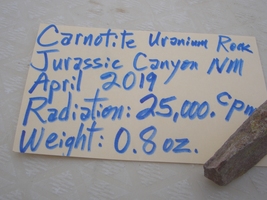 Carnotite Uranium Rock
Jurassic Canyon NM
April 2019
Radiation: 25,000. cpm
Weight: 0.8 oz.